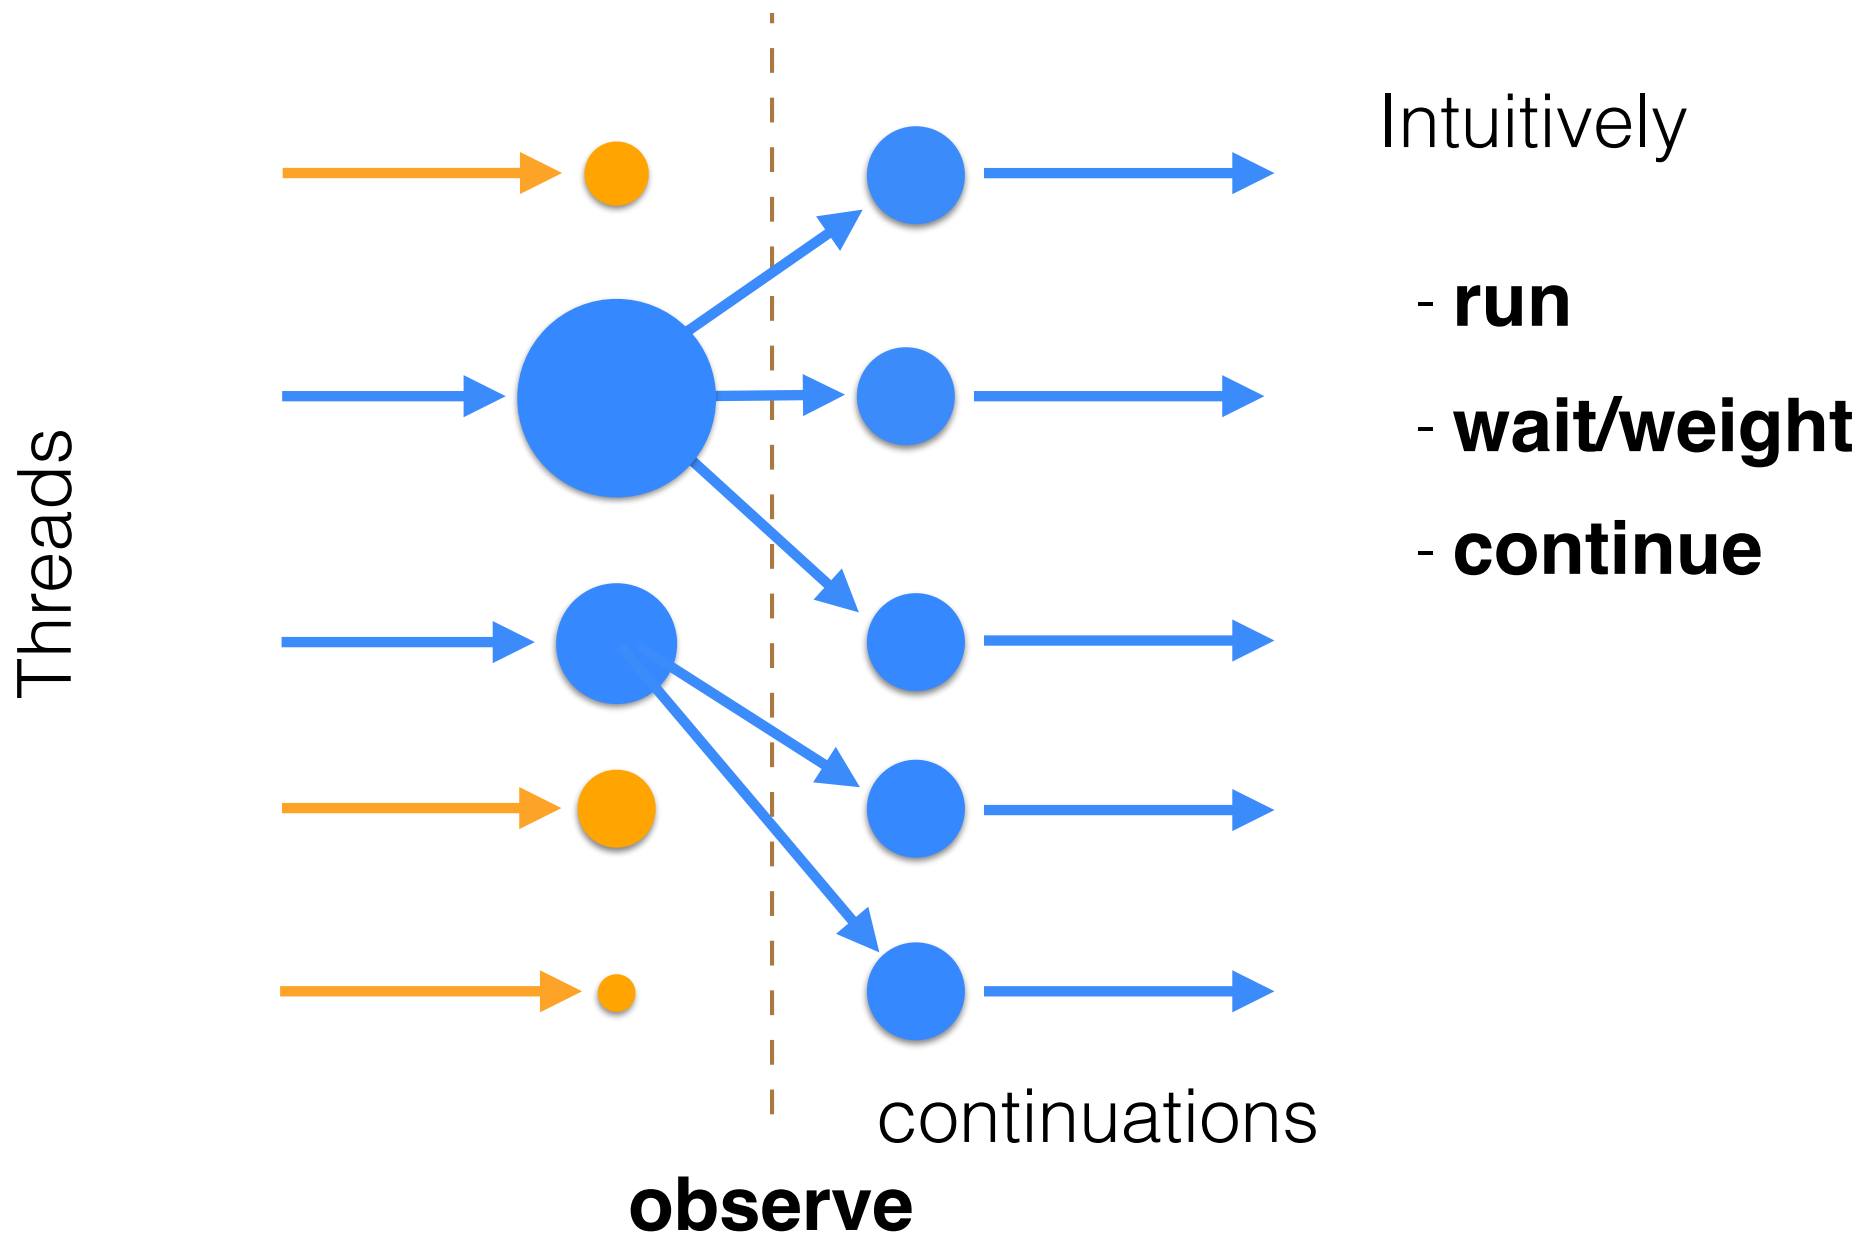 Threads
Intuitively
- run
- wait/weight
- continue
continuations
observe